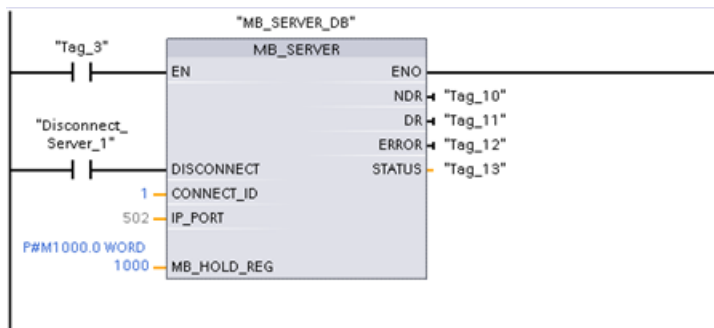 "MB_SERVER_DB"
"Tag_3"
MB_SERVER
EN
ENO
NDR
"Tag_10"
DR
"Tag_11"
"Disconnect_
Server_1"
ERROR
"Tag_12"
DISCONNECT
STATUS
"Tag_13"
1
CONNECT_ID
502
IP_PORT
P#M1000.0 WORD
1000
MB_HOLD_REG